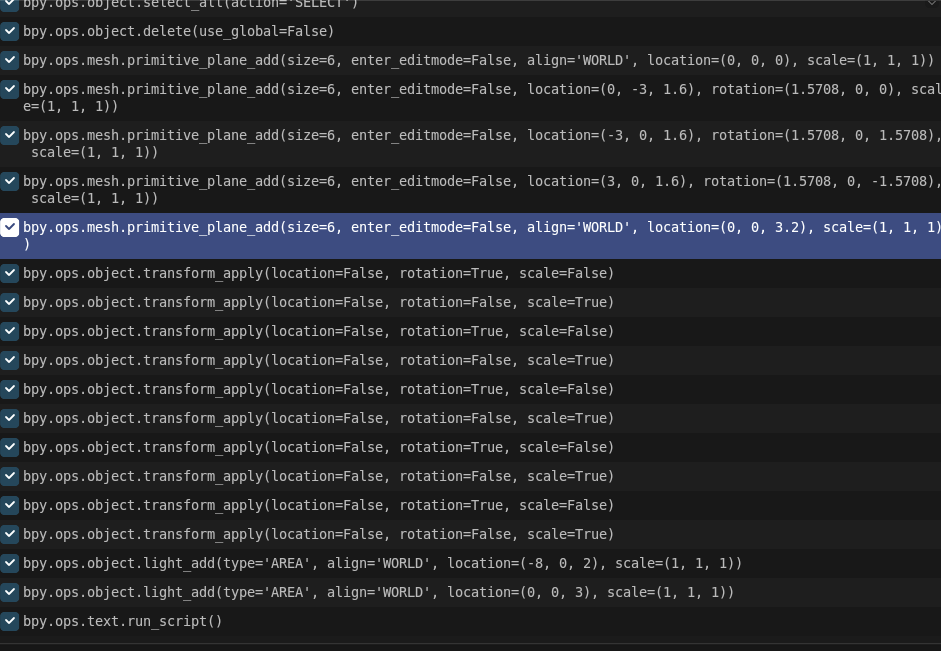 bpy.ops.object.select_all(action='SELECT')
bpy.ops.object.delete(use_global=False)
bpy.ops.mesh.primitive_plane_add(size=6, enter_editmode=False, align='WORLD', location=(0, 0, 0), scale=(1, 1, 1))
bpy.ops.mesh.primitive_plane_add(size=6, enter_editmode=False, location=(0, -3, 1.6), rotation=(1.5708, 0, 0), scal
e=(1, 1, 1))
bpy.ops.mesh.primitive_plane_add(size=6, enter_editmode=False, location=(-3, 0, 1.6), rotation=(1.5708, 0, 1.5708),
scale=(1, 1, 1))
bpy.ops.mesh.primitive_plane_add(size=6, enter_editmode=False, location=(3, 0, 1.6), rotation=(1.5708, 0, -1.5708),
scale=(1, 1, 1))
bpy.ops.mesh.primitive_plane_add(size=6, enter_editmode=False, align='WORLD', location=(0, 0, 3.2), scale=(1, 1, 1)
)
bpy.ops.object.transform_apply(location=False, rotation=True, scale=False)
bpy.ops.object.transform_apply(location=False, rotation=False, scale=True)
bpy.ops.object.transform_apply(location=False, rotation=True, scale=False)
bpy.ops.object.transform_apply(location=False, rotation=False, scale=True)
bpy.ops.object.transform_apply(location=False, rotation=True, scale=False)
bpy.ops.object.transform_apply(location=False, rotation=False, scale=True)
bpy.ops.object.transform_apply(location=False, rotation=True, scale=False)
bpy.ops.object.transform_apply(location=False, rotation=False, scale=True)
bpy.ops.object.transform_apply(location=False, rotation=True, scale=False)
bpy.ops.object.transform_apply(location=False, rotation=False, scale=True)
bpy.ops.object.light_add(type='AREA', align='WORLD', location=(-8, 0, 2), scale=(1, 1, 1))
bpy.ops.object.light_add(type='AREA', align='WORLD', location=(0, 0, 3), scale=(1, 1, 1))
bpy.ops.text.run_script()